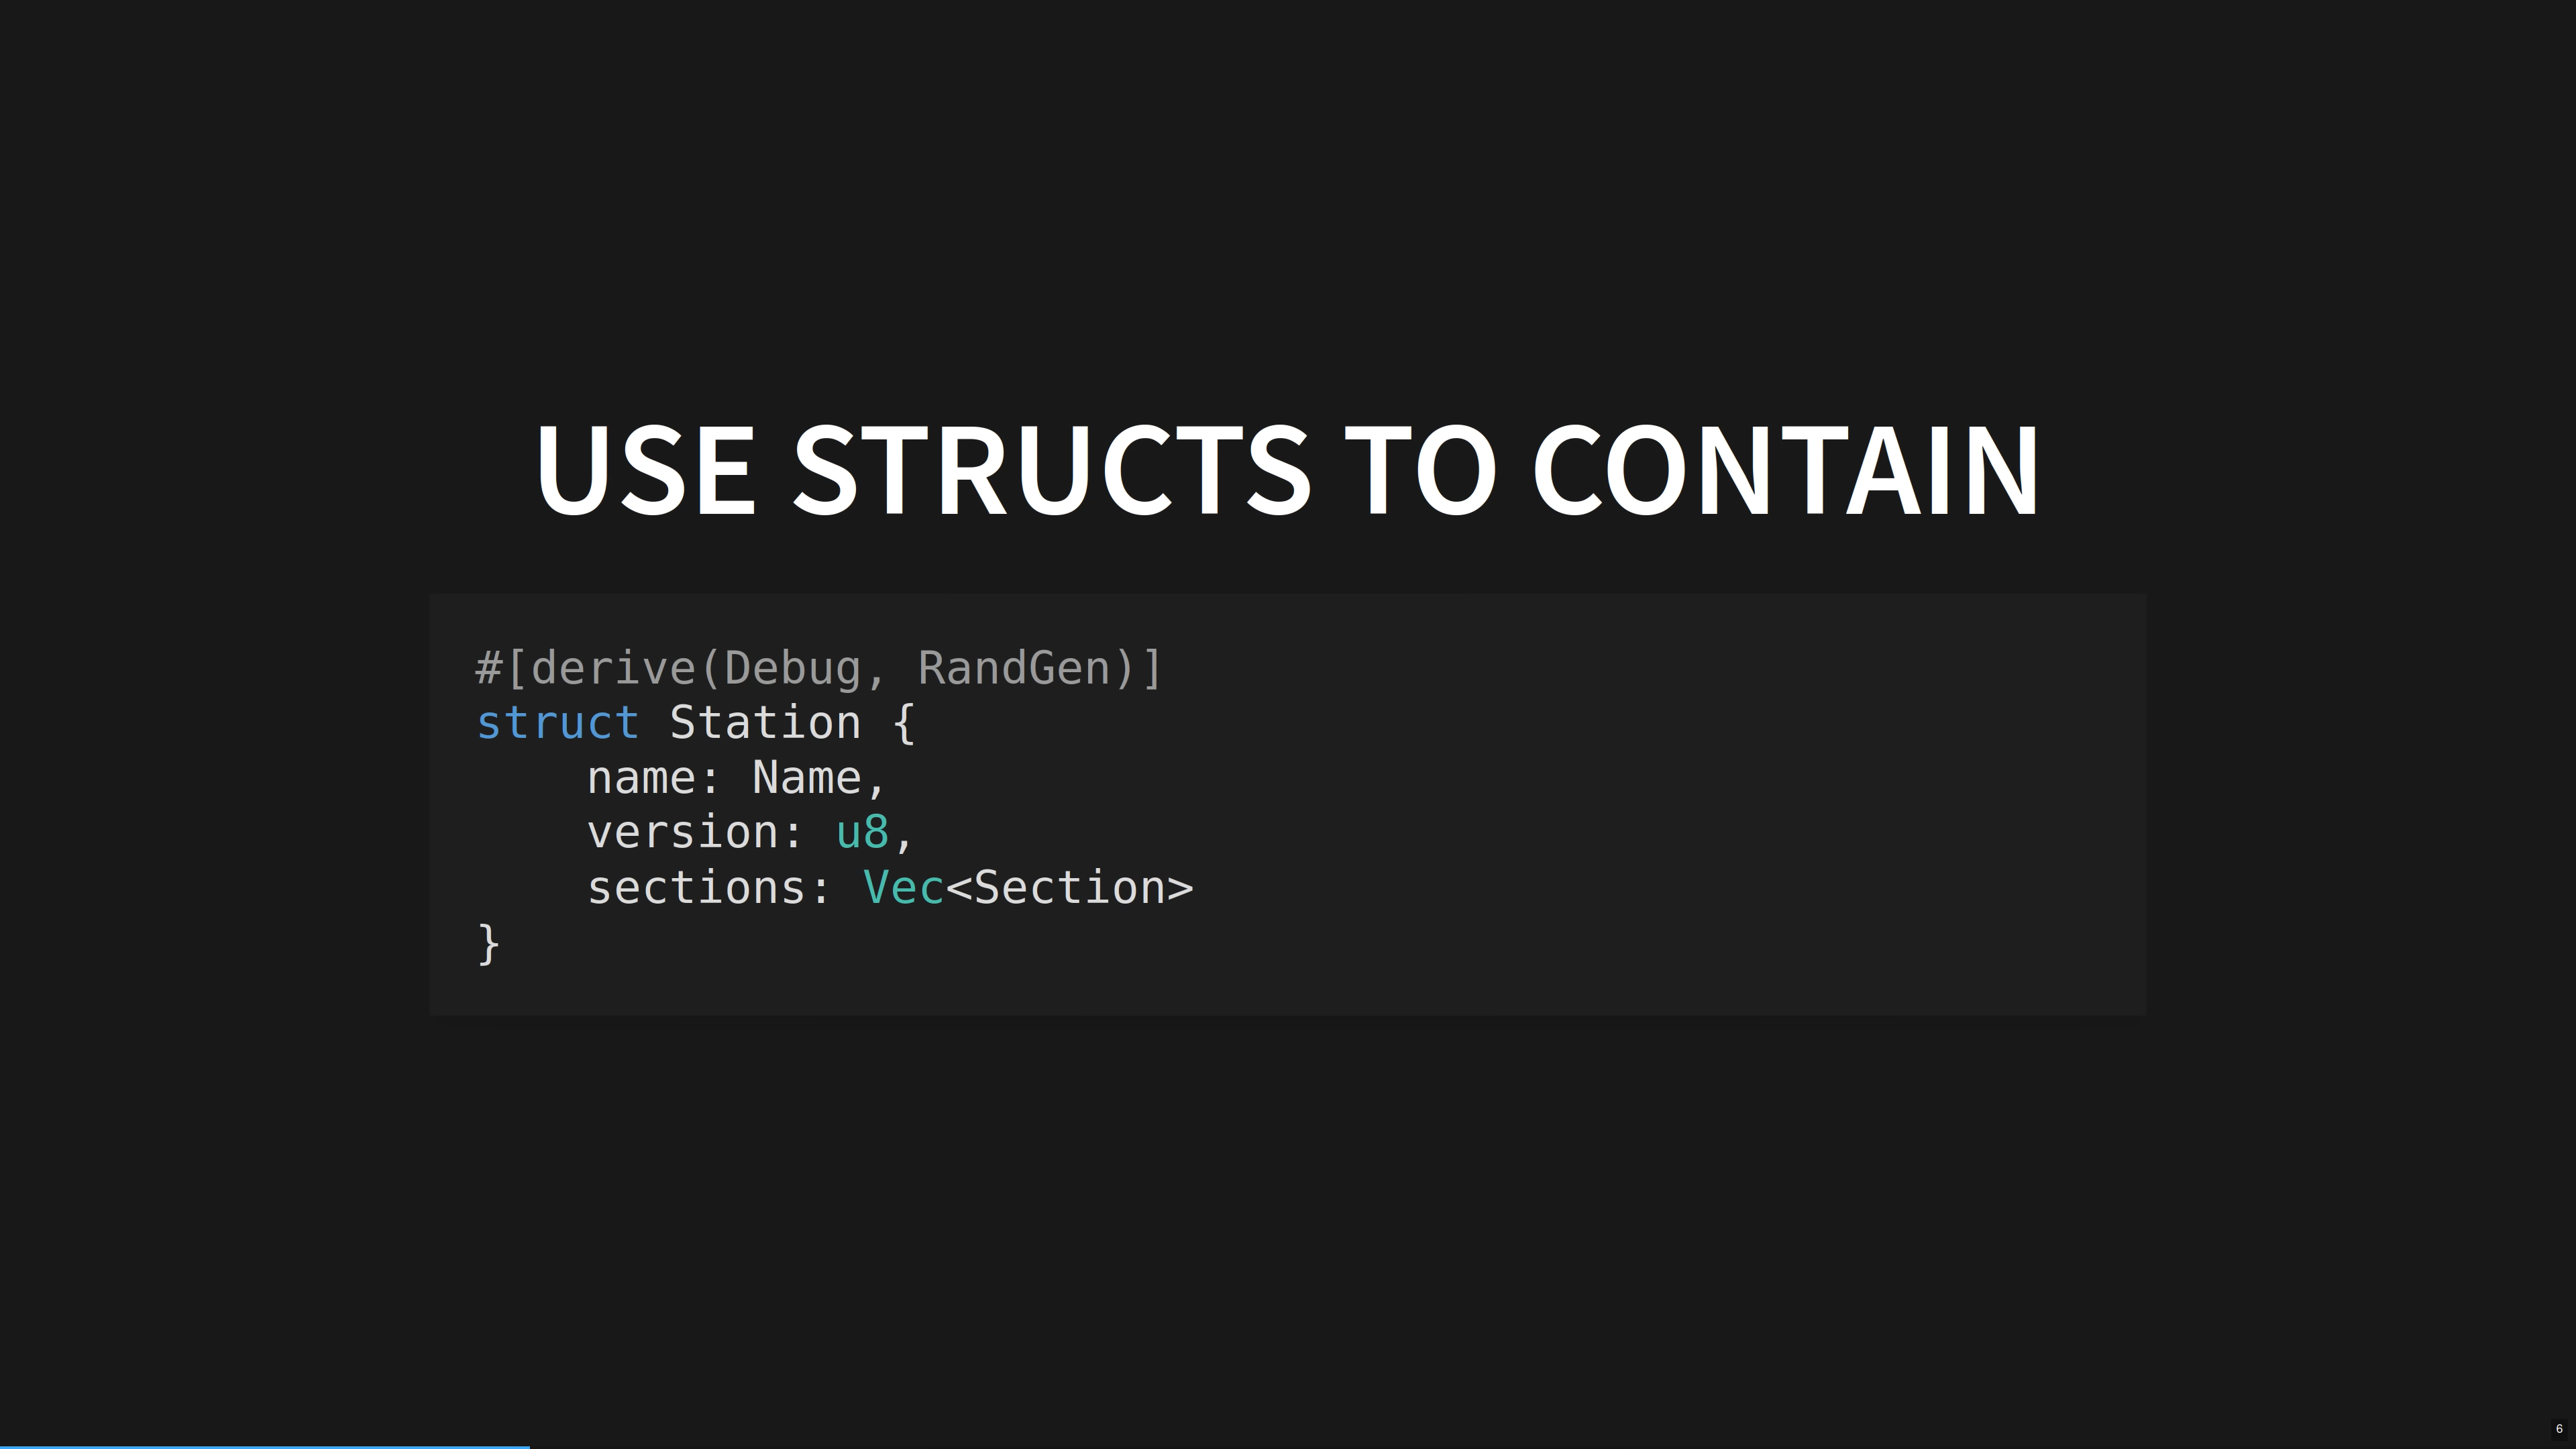 USE STRUCTS TO CONTAIN
#[derive(Debug, RandGen)]
struct Station {
    name: Name,
    version: u8,
    sections: Vec<Section>
}
6